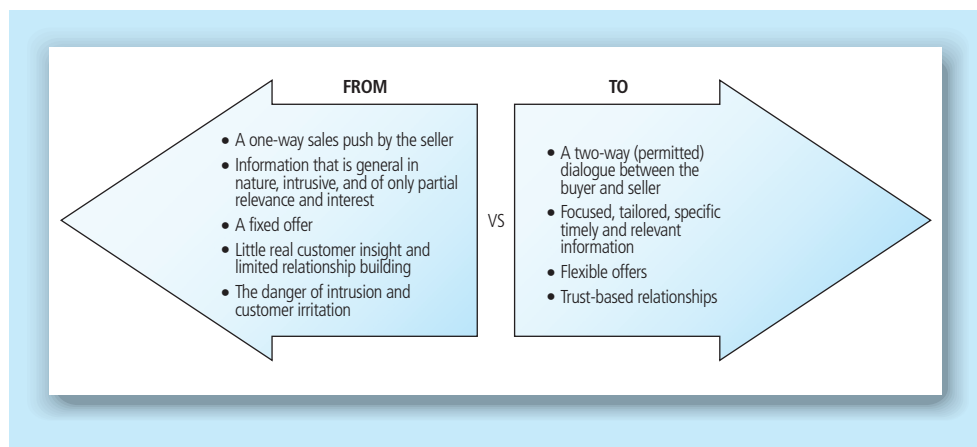 FROM
• A one-way sales push by the seller
• Information that is general in
nature, intrusive, and of only partial
relevance and interest
• A fixed offer
• Little real customer insight and
limited relationship building
• The danger of intrusion and
customer irritation
VS
TO
• A two-way (permitted)
dialogue between the
buyer and seller
• Focused, tailored, specific
timely and relevant
information
• Flexible offers
• Trust-based relationships